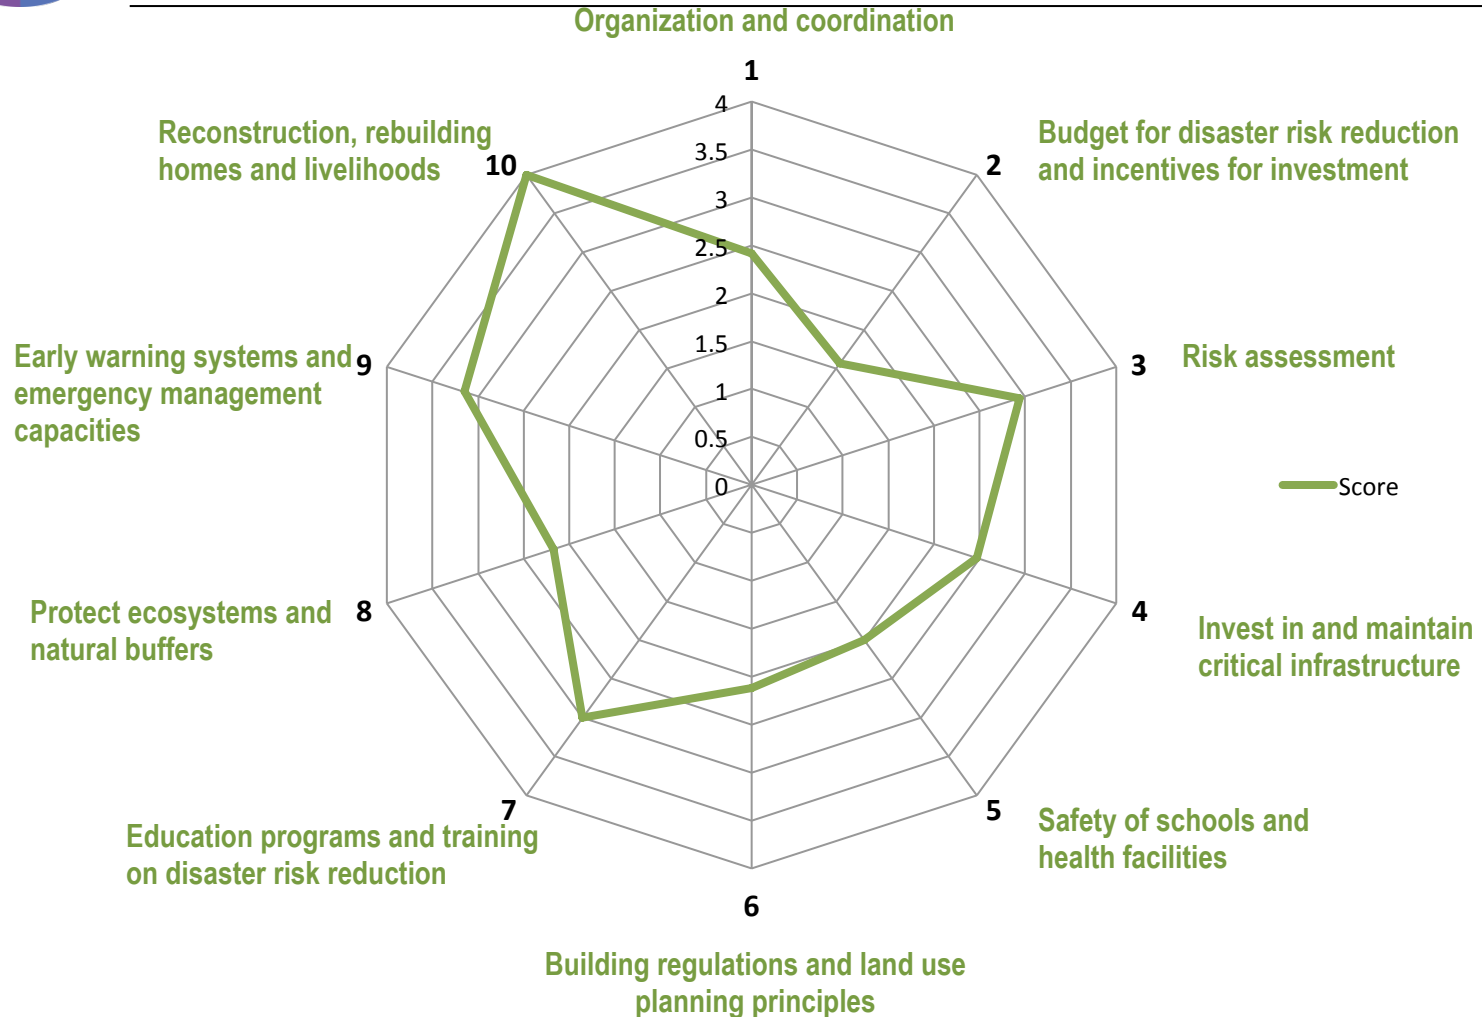 Organization and coordination
1
4
3.5
3
2.5
2
1.5
1
0.5
0
2
Budget for disaster risk reduction
and incentives for investment
3
Risk assessment
Score
4
Invest in and maintain
critical infrastructure
5
Safety of schools and
health facilities
6
Building regulations and land use
planning principles
7
Education programs and training
on disaster risk reduction
8
Protect ecosystems and
natural buffers
9
Early warning systems and
emergency management
capacities
10
Reconstruction, rebuilding
homes and livelihoods